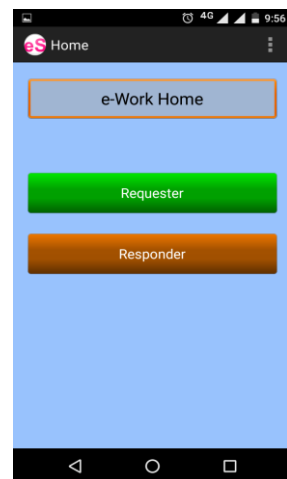 4G 9:56
eS Home
e-Work Home
Requester
Responder